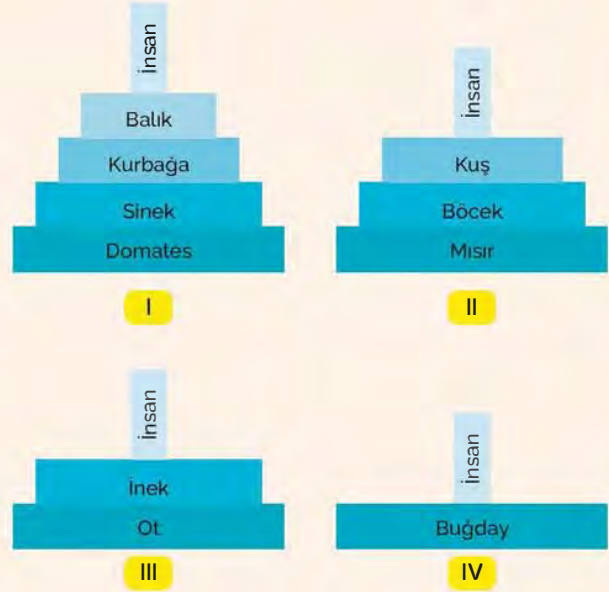 İnsan
Balık
Kurbağa
Sinek
Domates
I
İnsan
Kuş
Böcek
Mısır
II
İnsan
İnek
Ot
III
İnsan
Buğday
IV